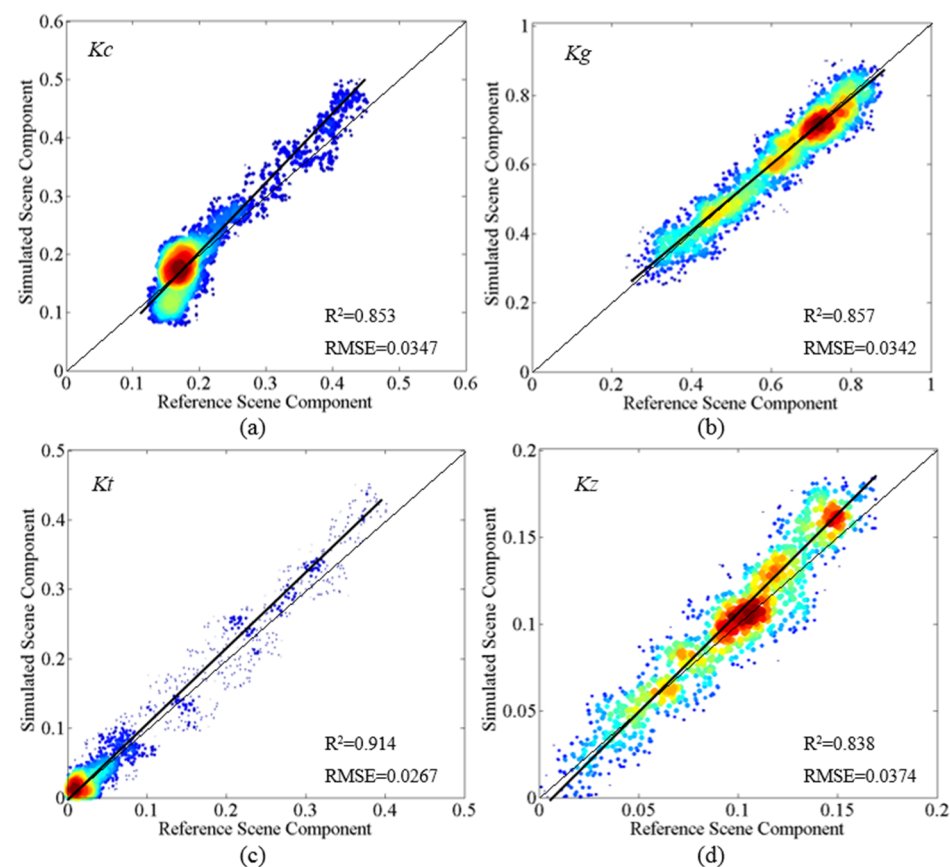 Kc
Simulated Scene Component
0.6
0.5
0.4
0.3
0.2
0.1
0
R²=0.853
RMSE=0.0347
0 0.1 0.2 0.3 0.4 0.5 0.6
Reference Scene Component
(a)
Kg
Simulated Scene Component
1
0.8
0.6
0.4
0.2
0
R²=0.857
RMSE=0.0342
0 0.2 0.4 0.6 0.8 1
Reference Scene Component
(b)
Kt
Simulated Scene Component
0.5
0.4
0.3
0.2
0.1
0
R²=0.914
RMSE=0.0267
0 0.1 0.2 0.3 0.4 0.5
Reference Scene Component
(c)
Kz
Simulated Scene Component
0.2
0.15
0.1
0.05
0
R²=0.838
RMSE=0.0374
0 0.05 0.1 0.15 0.2
Reference Scene Component
(d)